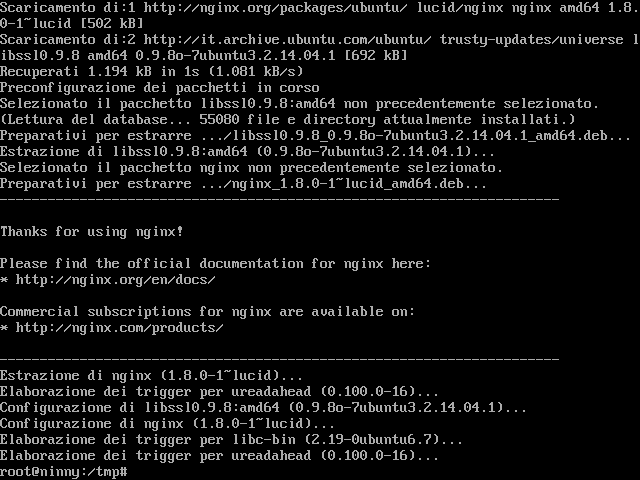 Scaricamento di:1 http://nginx.org/packages/ubuntu/ lucid/nginx nginx amd64 1.8.
0-1~lucid [502 kB]
Scaricamento di:2 http://it.archive.ubuntu.com/ubuntu/ trusty-updates/universe l
ibssl0.9.8 amd64 0.9.8o-7ubuntu3.2.14.04.1 [692 kB]
Recuperati 1.194 kB in 1s (1.081 kB/s)
Preconfigurazione dei pacchetti in corso
Selezionato il pacchetto libssl0.9.8:amd64 non precedentemente selezionato.
(Lettura del database... 55080 file e directory attualmente installati.)
Preparativi per estrarre .../libssl0.9.8_0.9.8o-7ubuntu3.2.14.04.1_amd64.deb...
Estrazione di libssl0.9.8:amd64 (0.9.8o-7ubuntu3.2.14.04.1)...
Selezionato il pacchetto nginx non precedentemente selezionato.
Preparativi per estrarre .../nginx_1.8.0-1~lucid_amd64.deb...
----------------------------------------------------------------------
Thanks for using nginx!
Please find the official documentation for nginx here:
* http://nginx.org/en/docs/
Commercial subscriptions for nginx are available on:
* http://nginx.com/products/
----------------------------------------------------------------------
Estrazione di nginx (1.8.0-1~lucid)...
Elaborazione dei trigger per ureadahead (0.100.0-16)...
Configurazione di libssl0.9.8:amd64 (0.9.8o-7ubuntu3.2.14.04.1)...
Configurazione di nginx (1.8.0-1~lucid)...
Elaborazione dei trigger per libc-bin (2.19-0ubuntu6.7)...
Elaborazione dei trigger per ureadahead (0.100.0-16)...
root@ninny:/tmp#